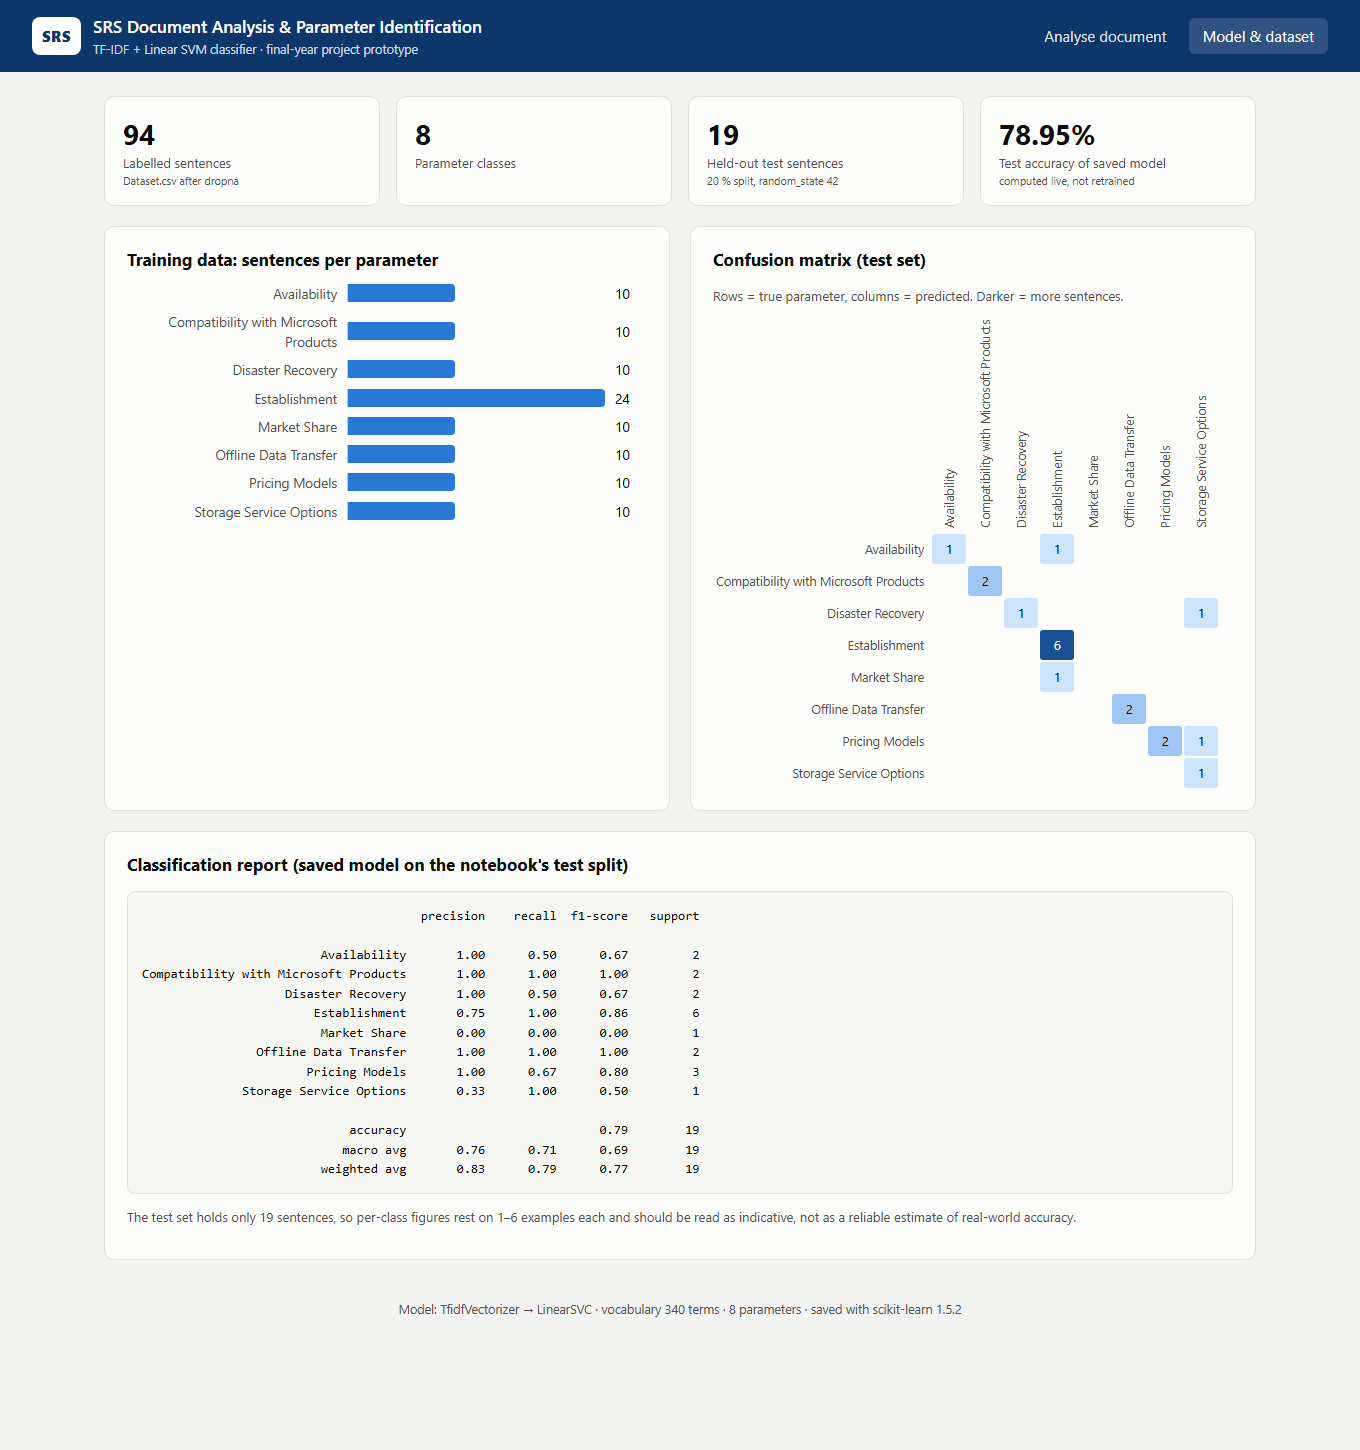 SRS
SRS Document Analysis & Parameter Identification
TF-IDF + Linear SVM classifier · final-year project prototype
Analyse document
Model & dataset
94
Labelled sentences
Dataset.csv after dropna
8
Parameter classes
19
Held-out test sentences
20 % split, random_state 42
78.95%
Test accuracy of saved model
computed live, not retrained
Training data: sentences per parameter
Availability 10
Compatibility with Microsoft
Products 10
Disaster Recovery 10
Establishment 24
Market Share 10
Offline Data Transfer 10
Pricing Models 10
Storage Service Options 10
Confusion matrix (test set)
Rows = true parameter, columns = predicted. Darker = more sentences.
Availability
Compatibility with Microsoft Products
Disaster Recovery
Establishment
Market Share
Offline Data Transfer
Pricing Models
Storage Service Options
Availability 1 1
Compatibility with Microsoft Products 2
Disaster Recovery 1 1
Establishment 6
Market Share 1
Offline Data Transfer 2
Pricing Models 2 1
Storage Service Options 1
Classification report (saved model on the notebook's test split)
precision recall f1-score support
Availability 1.00 0.50 0.67 2
Compatibility with Microsoft Products 1.00 1.00 1.00 2
Disaster Recovery 1.00 0.50 0.67 2
Establishment 0.75 1.00 0.86 6
Market Share 0.00 0.00 0.00 1
Offline Data Transfer 1.00 1.00 1.00 2
Pricing Models 1.00 0.67 0.80 3
Storage Service Options 0.33 1.00 0.50 1
accuracy 0.79 19
macro avg 0.76 0.71 0.69 19
weighted avg 0.83 0.79 0.77 19
The test set holds only 19 sentences, so per-class figures rest on 1–6 examples each and should be read as indicative, not as a reliable estimate of real-world accuracy.
Model: TfidfVectorizer → LinearSVC · vocabulary 340 terms · 8 parameters · saved with scikit-learn 1.5.2